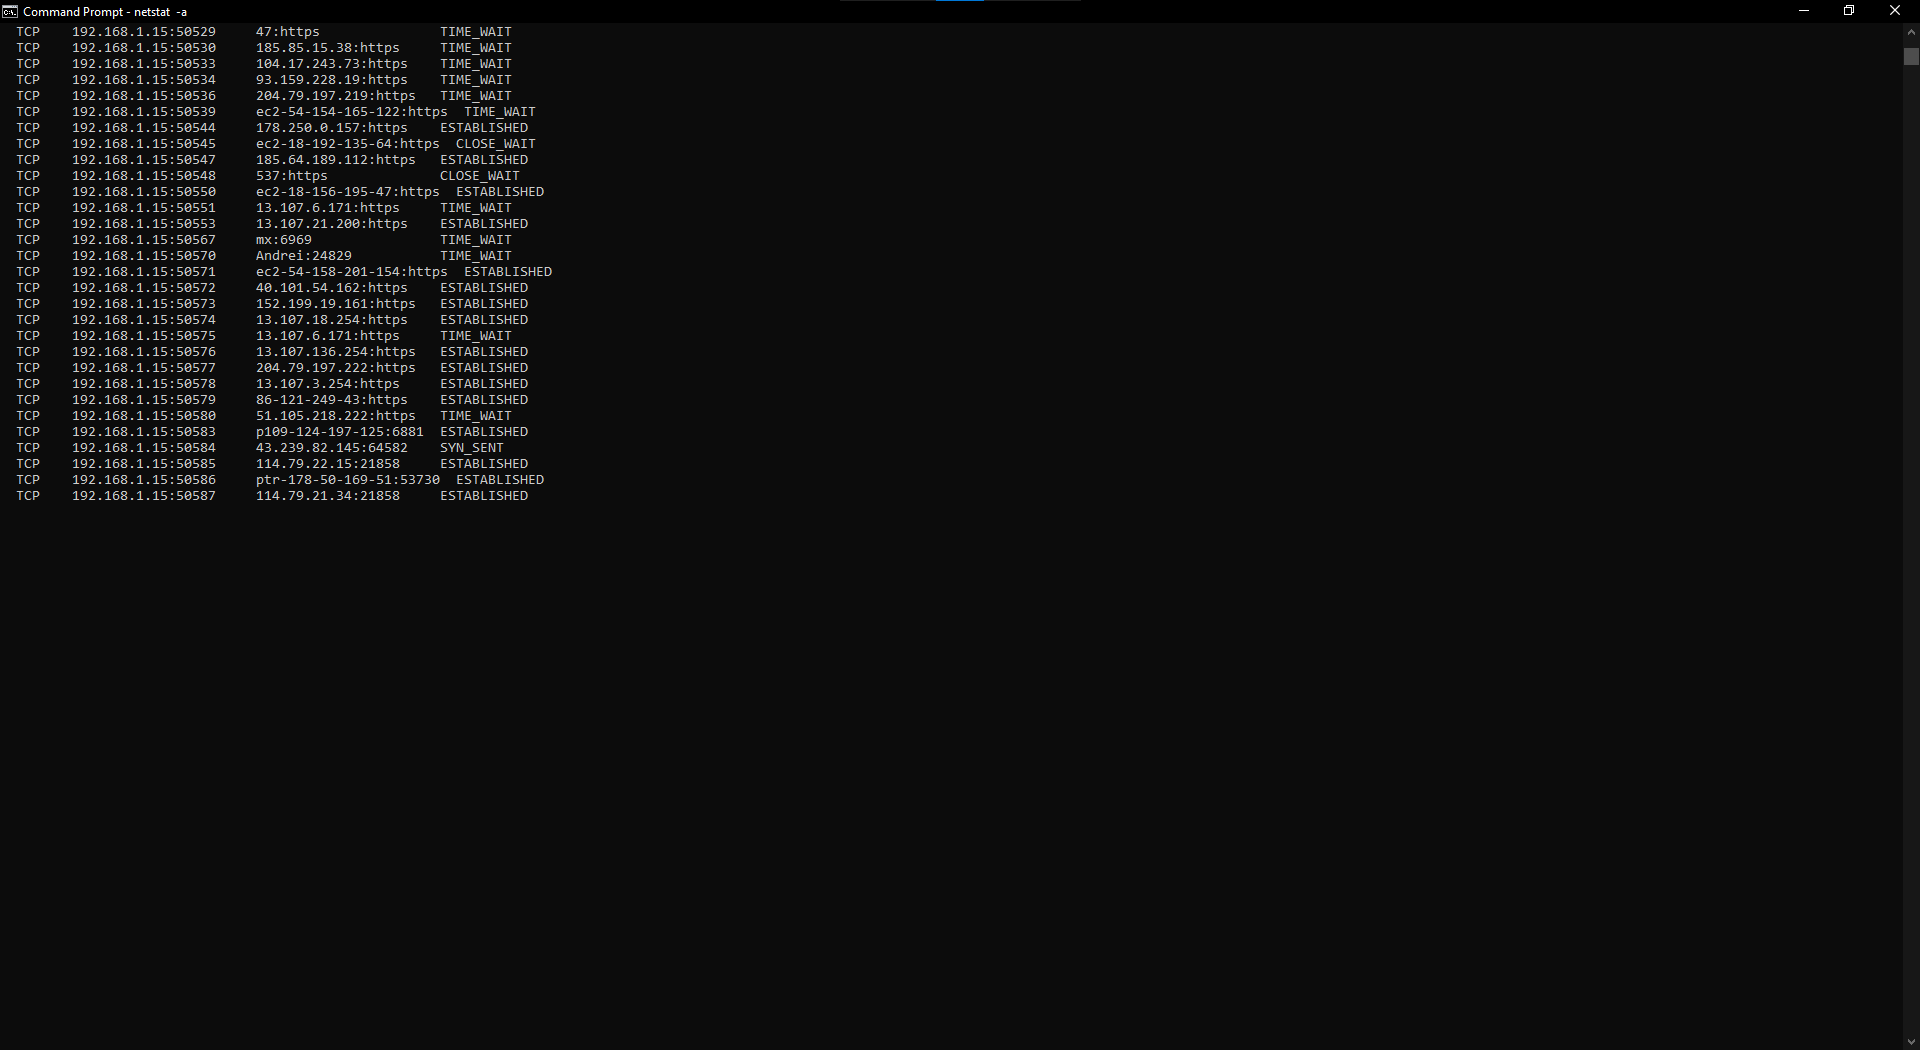 Command Prompt - netstat -a
TCP 192.168.1.15:50529 47:https TIME_WAIT
TCP 192.168.1.15:50530 185.85.15.38:https TIME_WAIT
TCP 192.168.1.15:50533 104.17.243.73:https TIME_WAIT
TCP 192.168.1.15:50534 93.159.228.19:https TIME_WAIT
TCP 192.168.1.15:50536 204.79.197.219:https TIME_WAIT
TCP 192.168.1.15:50539 ec2-54-154-165-122:https TIME_WAIT
TCP 192.168.1.15:50544 178.250.0.157:https ESTABLISHED
TCP 192.168.1.15:50545 ec2-18-192-135-64:https CLOSE_WAIT
TCP 192.168.1.15:50547 185.64.189.112:https ESTABLISHED
TCP 192.168.1.15:50548 537:https CLOSE_WAIT
TCP 192.168.1.15:50550 ec2-18-156-195-47:https ESTABLISHED
TCP 192.168.1.15:50551 13.107.6.171:https TIME_WAIT
TCP 192.168.1.15:50553 13.107.21.200:https ESTABLISHED
TCP 192.168.1.15:50567 mx:6969 TIME_WAIT
TCP 192.168.1.15:50570 Andrei:24829 TIME_WAIT
TCP 192.168.1.15:50571 ec2-54-158-201-154:https ESTABLISHED
TCP 192.168.1.15:50572 40.101.54.162:https ESTABLISHED
TCP 192.168.1.15:50573 152.199.19.161:https ESTABLISHED
TCP 192.168.1.15:50574 13.107.18.254:https ESTABLISHED
TCP 192.168.1.15:50575 13.107.6.171:https TIME_WAIT
TCP 192.168.1.15:50576 13.107.136.254:https ESTABLISHED
TCP 192.168.1.15:50577 204.79.197.222:https ESTABLISHED
TCP 192.168.1.15:50578 13.107.3.254:https ESTABLISHED
TCP 192.168.1.15:50579 86-121-249-43:https ESTABLISHED
TCP 192.168.1.15:50580 51.105.218.222:https TIME_WAIT
TCP 192.168.1.15:50583 p109-124-197-125:6881 ESTABLISHED
TCP 192.168.1.15:50584 43.239.82.145:64582 SYN_SENT
TCP 192.168.1.15:50585 114.79.22.15:21858 ESTABLISHED
TCP 192.168.1.15:50586 ptr-178-50-169-51:53730 ESTABLISHED
TCP 192.168.1.15:50587 114.79.21.34:21858 ESTABLISHED